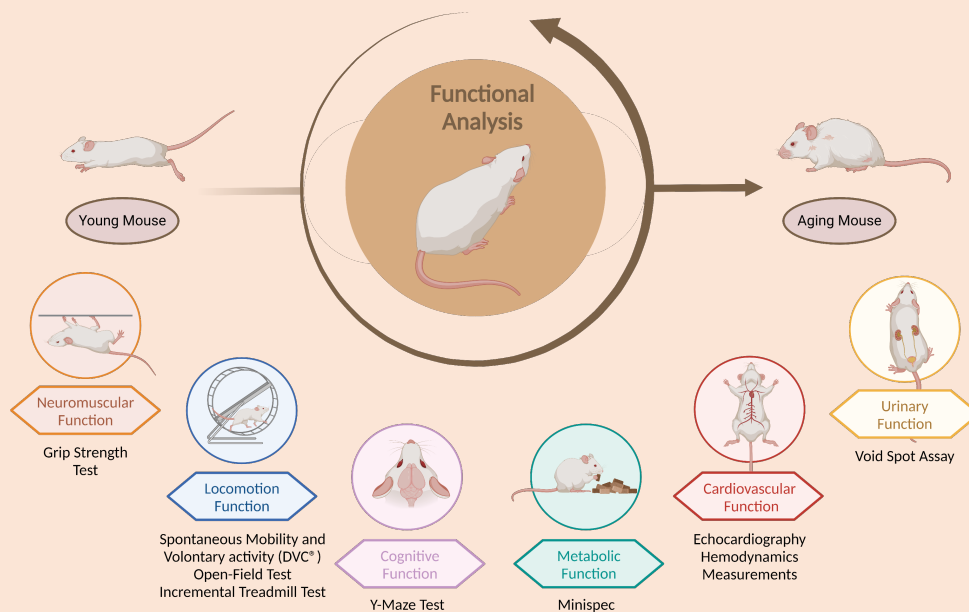 Functional
Analysis
Young Mouse
Aging Mouse
Neuromuscular
Function
Grip Strength
Test
Locomotion
Function
Spontaneous Mobility and
Volontary activity (DVC®)
Open-Field Test
Incremental Treadmill Test
Cognitive
Function
Y-Maze Test
Metabolic
Function
Minispec
Cardiovascular
Function
Echocardiography
Hemodynamics
Measurements
Urinary
Function
Void Spot Assay